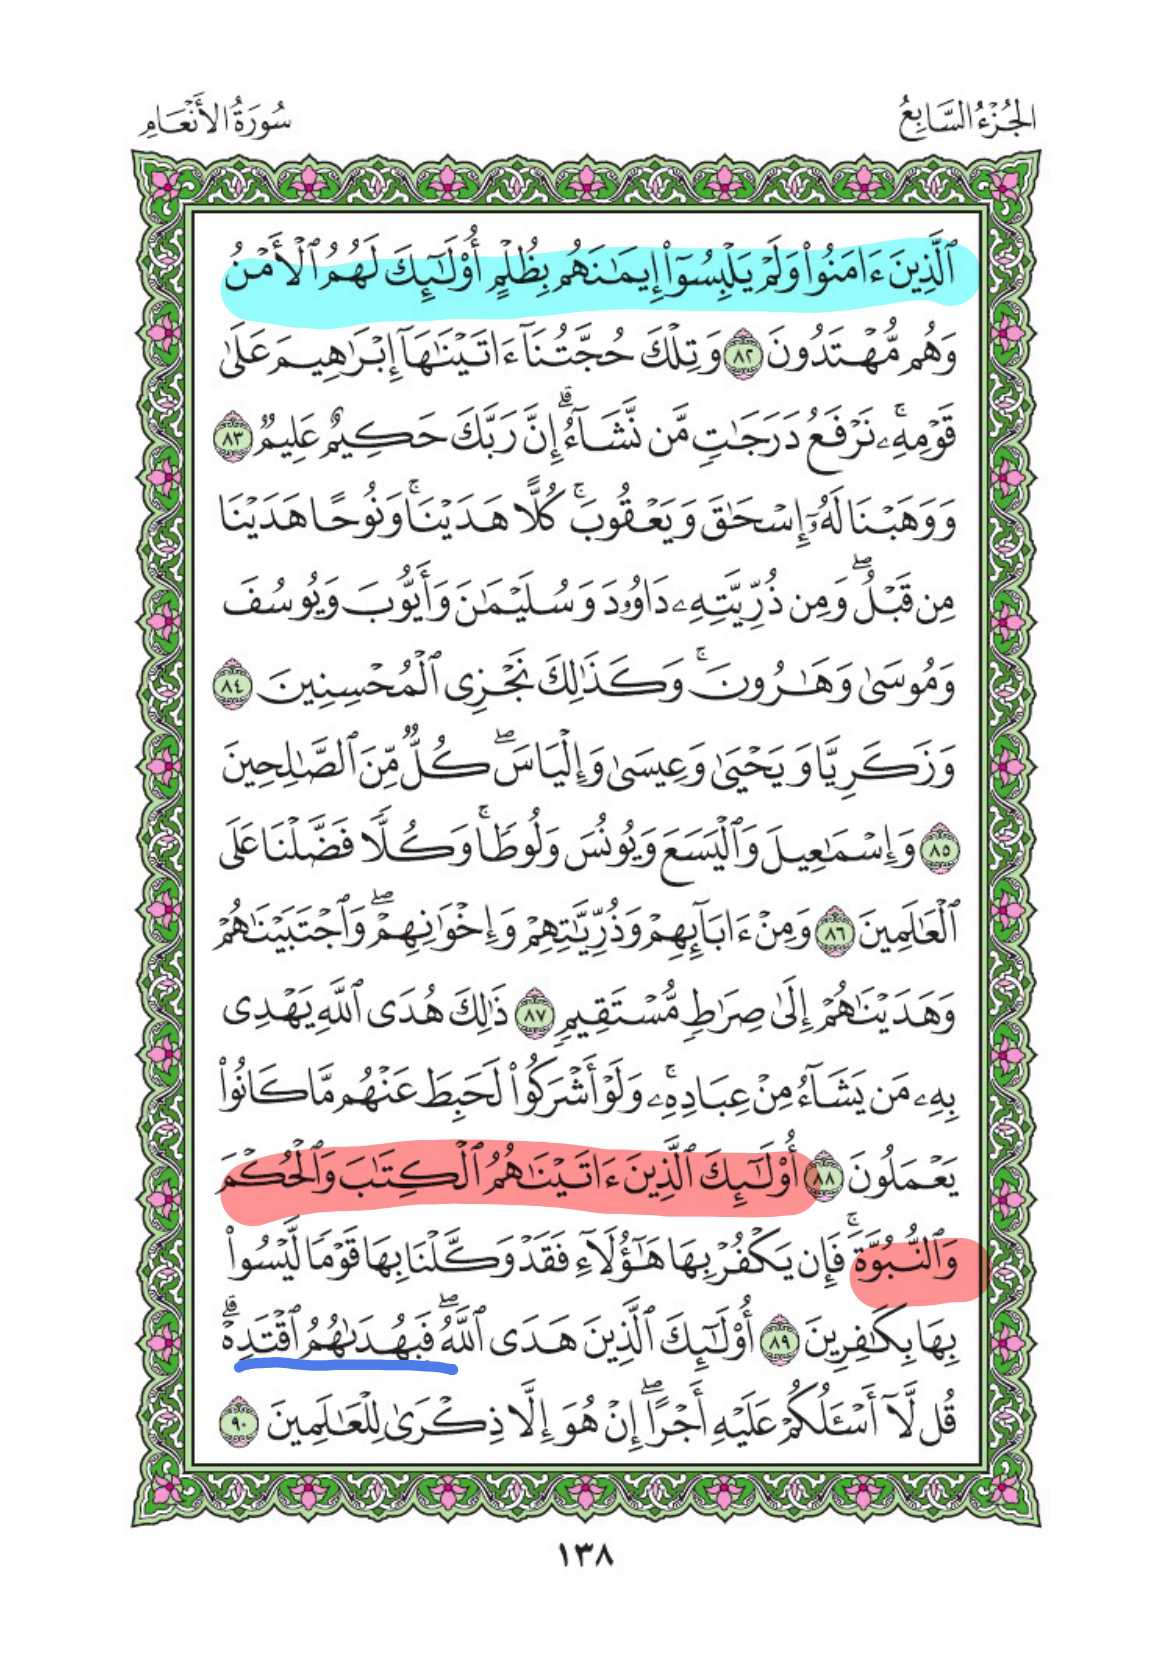 الجُزْءُ السَّابِعُ
سُورَةُ الأَنْعَامِ
ٱلَّذِينَ ءَامَنُوا۟ وَلَمْ يَلْبِسُوٓا۟ إِيمَـٰنَهُم بِظُلْمٍ أُو۟لَـٰٓئِكَ لَهُمُ ٱلْأَمْنُ
وَهُم مُّهْتَدُونَ ٨٢ وَتِلْكَ حُجَّتُنَآ ءَاتَيْنَـٰهَآ إِبْرَٰهِيمَ عَلَىٰ
قَوْمِهِۦۚ نَرْفَعُ دَرَجَـٰتٍ مَّن نَّشَآءُۗ إِنَّ رَبَّكَ حَكِيمٌ عَلِيمٌ ٨٣
وَوَهَبْنَا لَهُۥٓ إِسْحَـٰقَ وَيَعْقُوبَۚ كُلًّا هَدَيْنَاۚ وَنُوحًا هَدَيْنَا
مِن قَبْلُۖ وَمِن ذُرِّيَّتِهِۦ دَاوُۥدَ وَسُلَيْمَـٰنَ وَأَيُّوبَ وَيُوسُفَ
وَمُوسَىٰ وَهَـٰرُونَۚ وَكَذَٰلِكَ نَجْزِى ٱلْمُحْسِنِينَ ٨٤
وَزَكَرِيَّا وَيَحْيَىٰ وَعِيسَىٰ وَإِلْيَاسَۖ كُلٌّ مِّنَ ٱلصَّـٰلِحِينَ
٨٥ وَإِسْمَـٰعِيلَ وَٱلْيَسَعَ وَيُونُسَ وَلُوطًاۚ وَكُلًّا فَضَّلْنَا عَلَى
ٱلْعَـٰلَمِينَ ٨٦ وَمِنْ ءَابَآئِهِمْ وَذُرِّيَّـٰتِهِمْ وَإِخْوَٰنِهِمْۖ وَٱجْتَبَيْنَـٰهُمْ
وَهَدَيْنَـٰهُمْ إِلَىٰ صِرَٰطٍ مُّسْتَقِيمٍ ٨٧ ذَٰلِكَ هُدَى ٱللَّهِ يَهْدِى
بِهِۦ مَن يَشَآءُ مِنْ عِبَادِهِۦۚ وَلَوْ أَشْرَكُوا۟ لَحَبِطَ عَنْهُم مَّا كَانُوا۟
يَعْمَلُونَ ٨٨ أُو۟لَـٰٓئِكَ ٱلَّذِينَ ءَاتَيْنَـٰهُمُ ٱلْكِتَـٰبَ وَٱلْحُكْمَ
وَٱلنُّبُوَّةَۚ فَإِن يَكْفُرْ بِهَا هَـٰٓؤُلَآءِ فَقَدْ وَكَّلْنَا بِهَا قَوْمًا لَّيْسُوا۟
بِهَا بِكَـٰفِرِينَ ٨٩ أُو۟لَـٰٓئِكَ ٱلَّذِينَ هَدَى ٱللَّهُۖ فَبِهُدَىٰهُمُ ٱقْتَدِهْۗ
قُل لَّآ أَسْـَٔلُكُمْ عَلَيْهِ أَجْرًاۖ إِنْ هُوَ إِلَّا ذِكْرَىٰ لِلْعَـٰلَمِينَ ٩٠
١٣٨